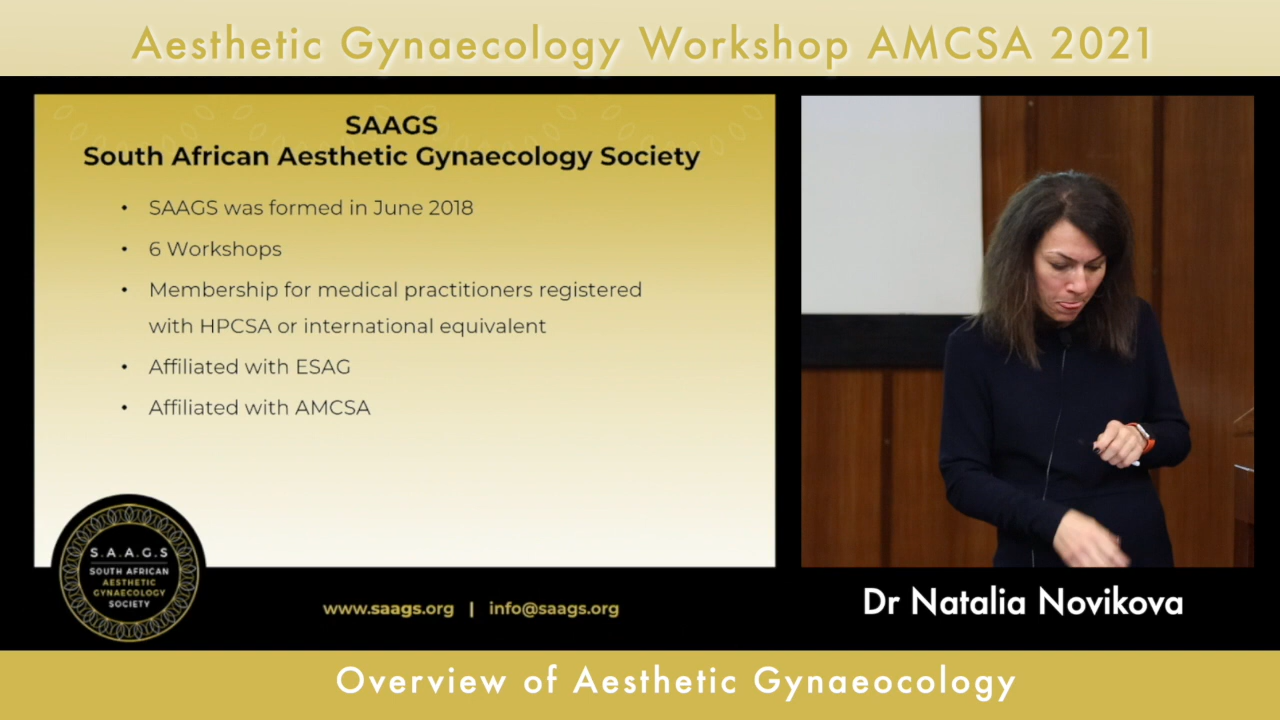 Aesthetic Gynaecology Workshop AMCSA 2021
SAAGS
South African Aesthetic Gynaecology Society
• SAAGS was formed in June 2018
• 6 Workshops
• Membership for medical practitioners registered
with HPCSA or international equivalent
• Affiliated with ESAG
• Affiliated with AMCSA
S.A.A.G.S
SOUTH AFRICAN
AESTHETIC
GYNAECOLOGY
SOCIETY
www.saags.org | info@saags.org
Dr Natalia Novikova
Overview of Aesthetic Gynaeocology